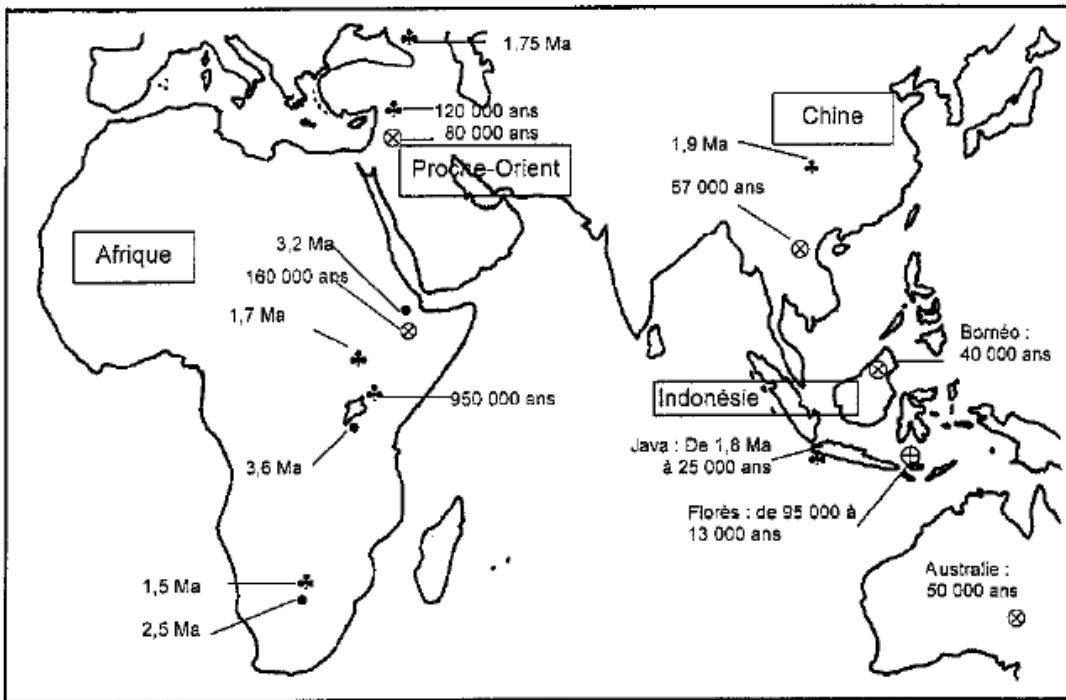 1.75 Ma
120 000 ans
80 000 ans
Proche-Orient
Chine
1,9 Ma
67 000 ans
Afrique
3,2 Ma
160 000 ans
1,7 Ma
950 000 ans
3,6 Ma
1,5 Ma
2,5 Ma
Bornéo :
40 000 ans
Indonésie
Java : De 1,8 Ma
à 25 000 ans
Florès : de 95 000 à
13 000 ans
Australie :
50 000 ans